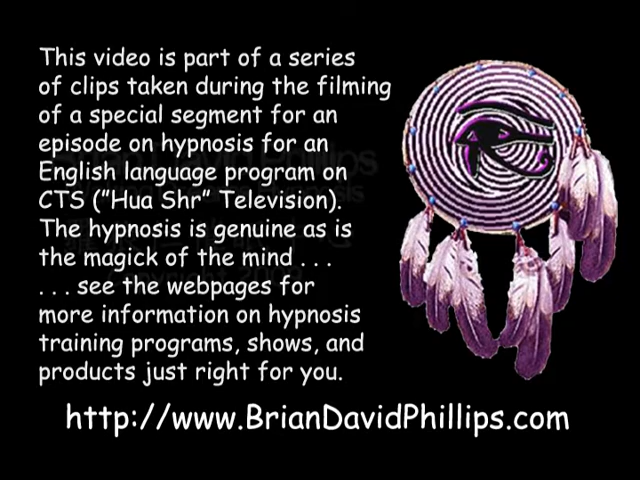 This video is part of a series
of clips taken during the filming
of a special segment for an
episode on hypnosis for an
English language program on
CTS ("Hua Shr" Television).
The hypnosis is genuine as is
the magick of the mind . . .
. . . see the webpages for
more information on hypnosis
training programs, shows, and
products just right for you.
http://www.BrianDavidPhillips.com